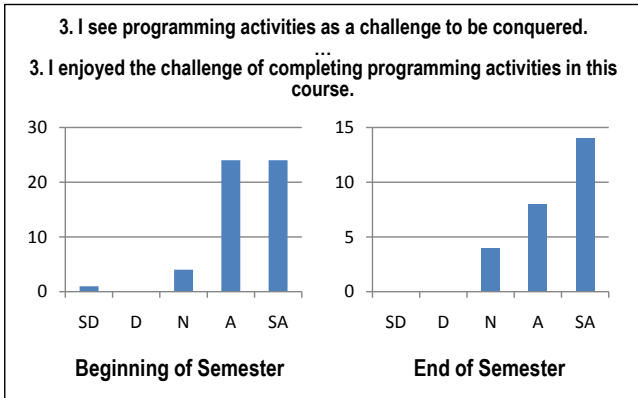 3. I see programming activities as a challenge to be conquered.
...
3. I enjoyed the challenge of completing programming activities in this
course.
30
20
10
0
SD D N A SA
Beginning of Semester
15
10
5
0
SD D N A SA
End of Semester